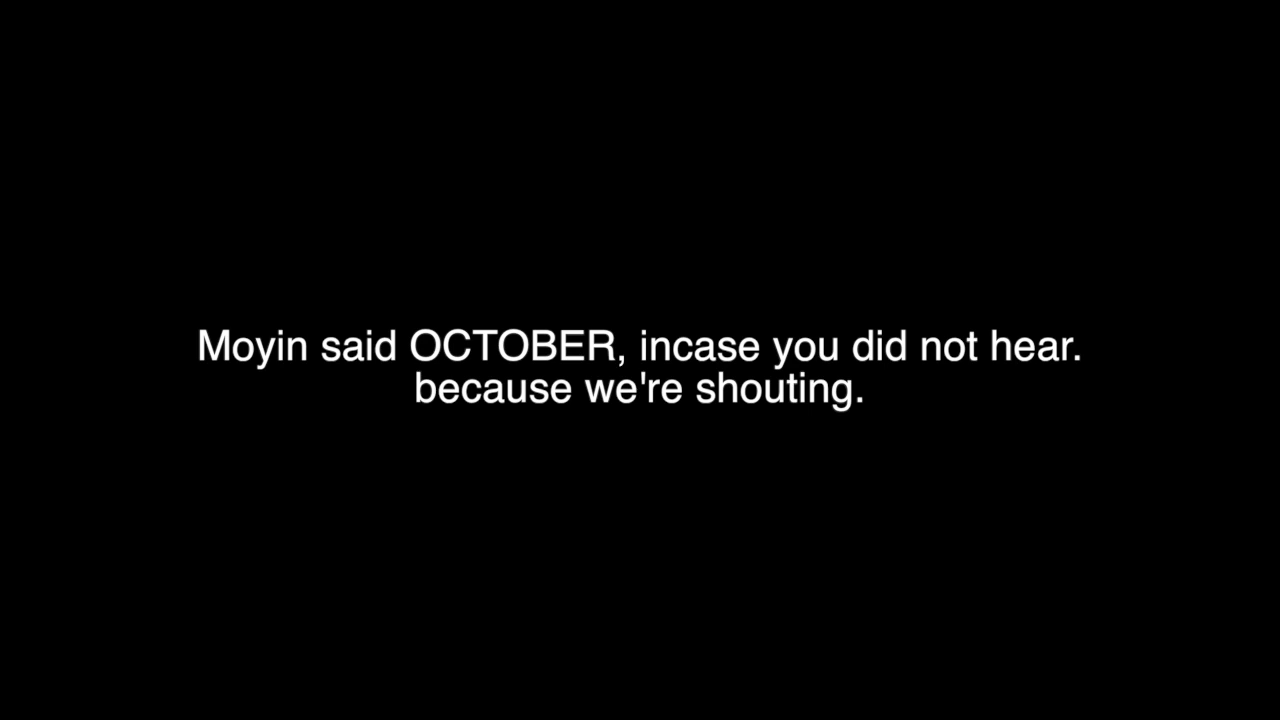 Moyin said OCTOBER, incase you did not hear.
because we're shouting.